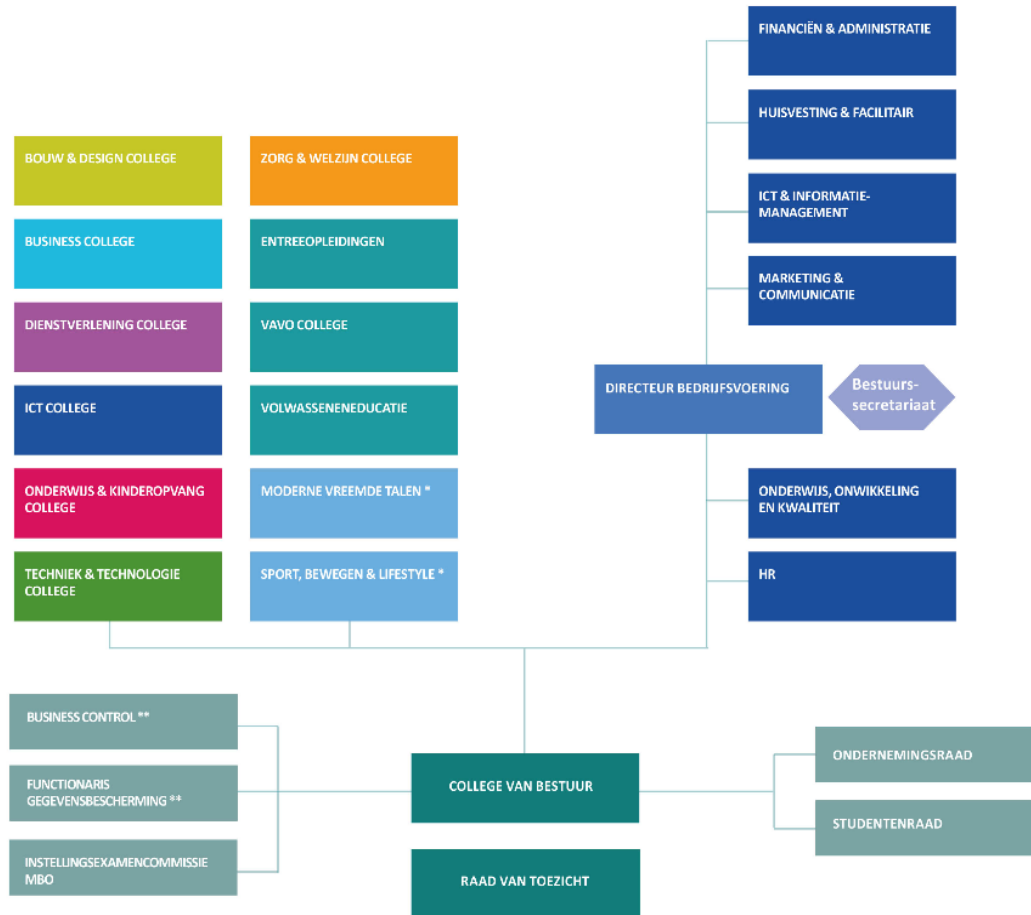 FINANCIËN & ADMINISTRATIE
HUISVESTING & FACILITAIR
ICT & INFORMATIE-
MANAGEMENT
MARKETING &
COMMUNICATIE
BOUW & DESIGN COLLEGE
ZORG & WELZIJN COLLEGE
BUSINESS COLLEGE
ENTREEOPLEIDINGEN
DIENSTVERLENING COLLEGE
VAVO COLLEGE
ICT COLLEGE
VOLWASSENENEDUCATIE
ONDERWIJS & KINDEROPVANG
COLLEGE
MODERNE VREEMDE TALEN *
TECHNIEK & TECHNOLOGIE
COLLEGE
SPORT, BEWEGEN & LIFESTYLE *
DIRECTEUR BEDRIJFSVOERING
Bestuurs-
secretariaat
ONDERWIJS, ONWIKKELING
EN KWALITEIT
HR
BUSINESS CONTROL **
FUNCTIONARIS
GEGEVENSBESCHERMING **
INSTELLINGSEXAMENCOMMISSIE
MBO
COLLEGE VAN BESTUUR
RAAD VAN TOEZICHT
ONDERNEMINGSRAAD
STUDENTENRAAD